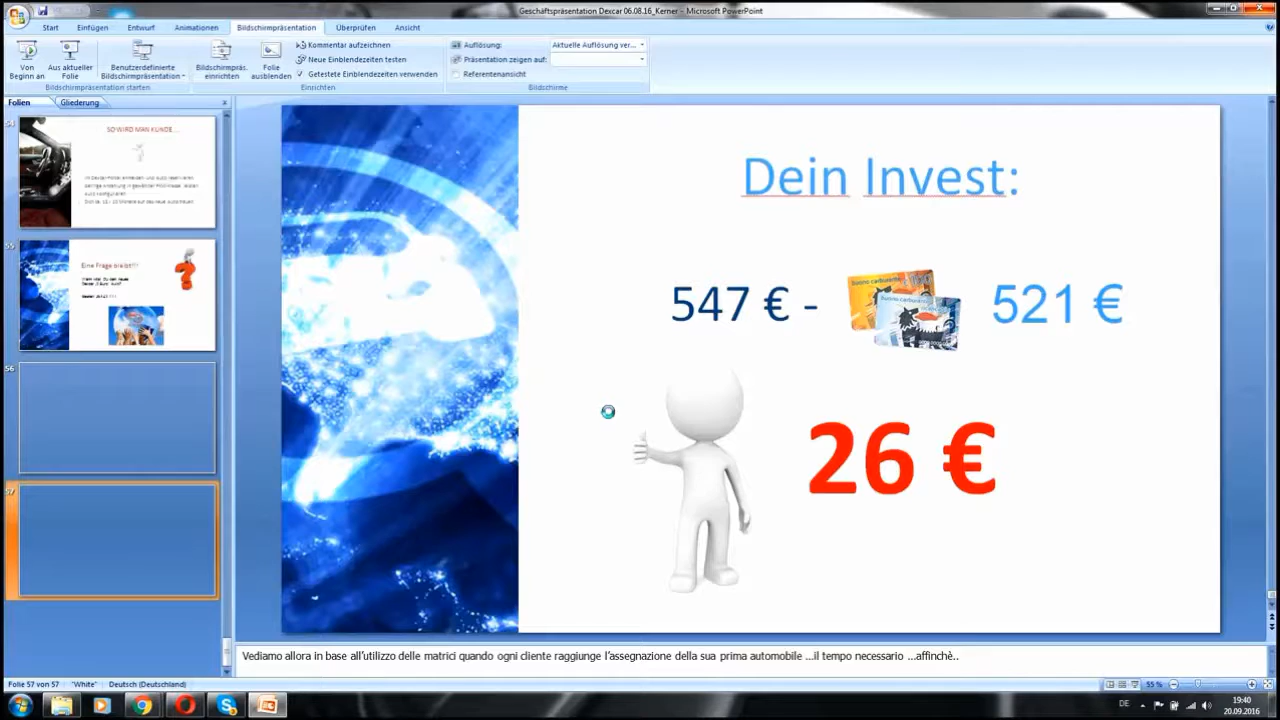 Geschäftspräsentation Dexcar 06.08.16_Kerner - Microsoft PowerPoint
Start Einfügen Entwurf Animationen Bildschirmpräsentation Überprüfen Ansicht
Von Beginn an
Aus aktueller Folie
Benutzerdefinierte Bildschirmpräsentation
Bildschirmpräs. einrichten
Folie ausblenden
Kommentar aufzeichnen
Neue Einblendezeiten testen
Getestete Einblendezeiten verwenden
Auflösung: Aktuelle Auflösung ver...
Präsentation zeigen auf:
Referentenansicht
Bildschirmpräsentation starten
Einrichten
Bildschirme
Folien Gliederung
54
SO WIRD MAN KUNDE...
55
Eine Frage bleibt!!!
56
57
Dein Invest:
547 € - 521 €
26 €
Vediamo allora in base all'utilizzo delle matrici quando ogni cliente raggiunge l'assegnazione della sua prima automobile ...il tempo necessario ...affinchè..
Folie 57 von 57 "White" Deutsch (Deutschland) 55 %
DE 19:40
20.09.2016